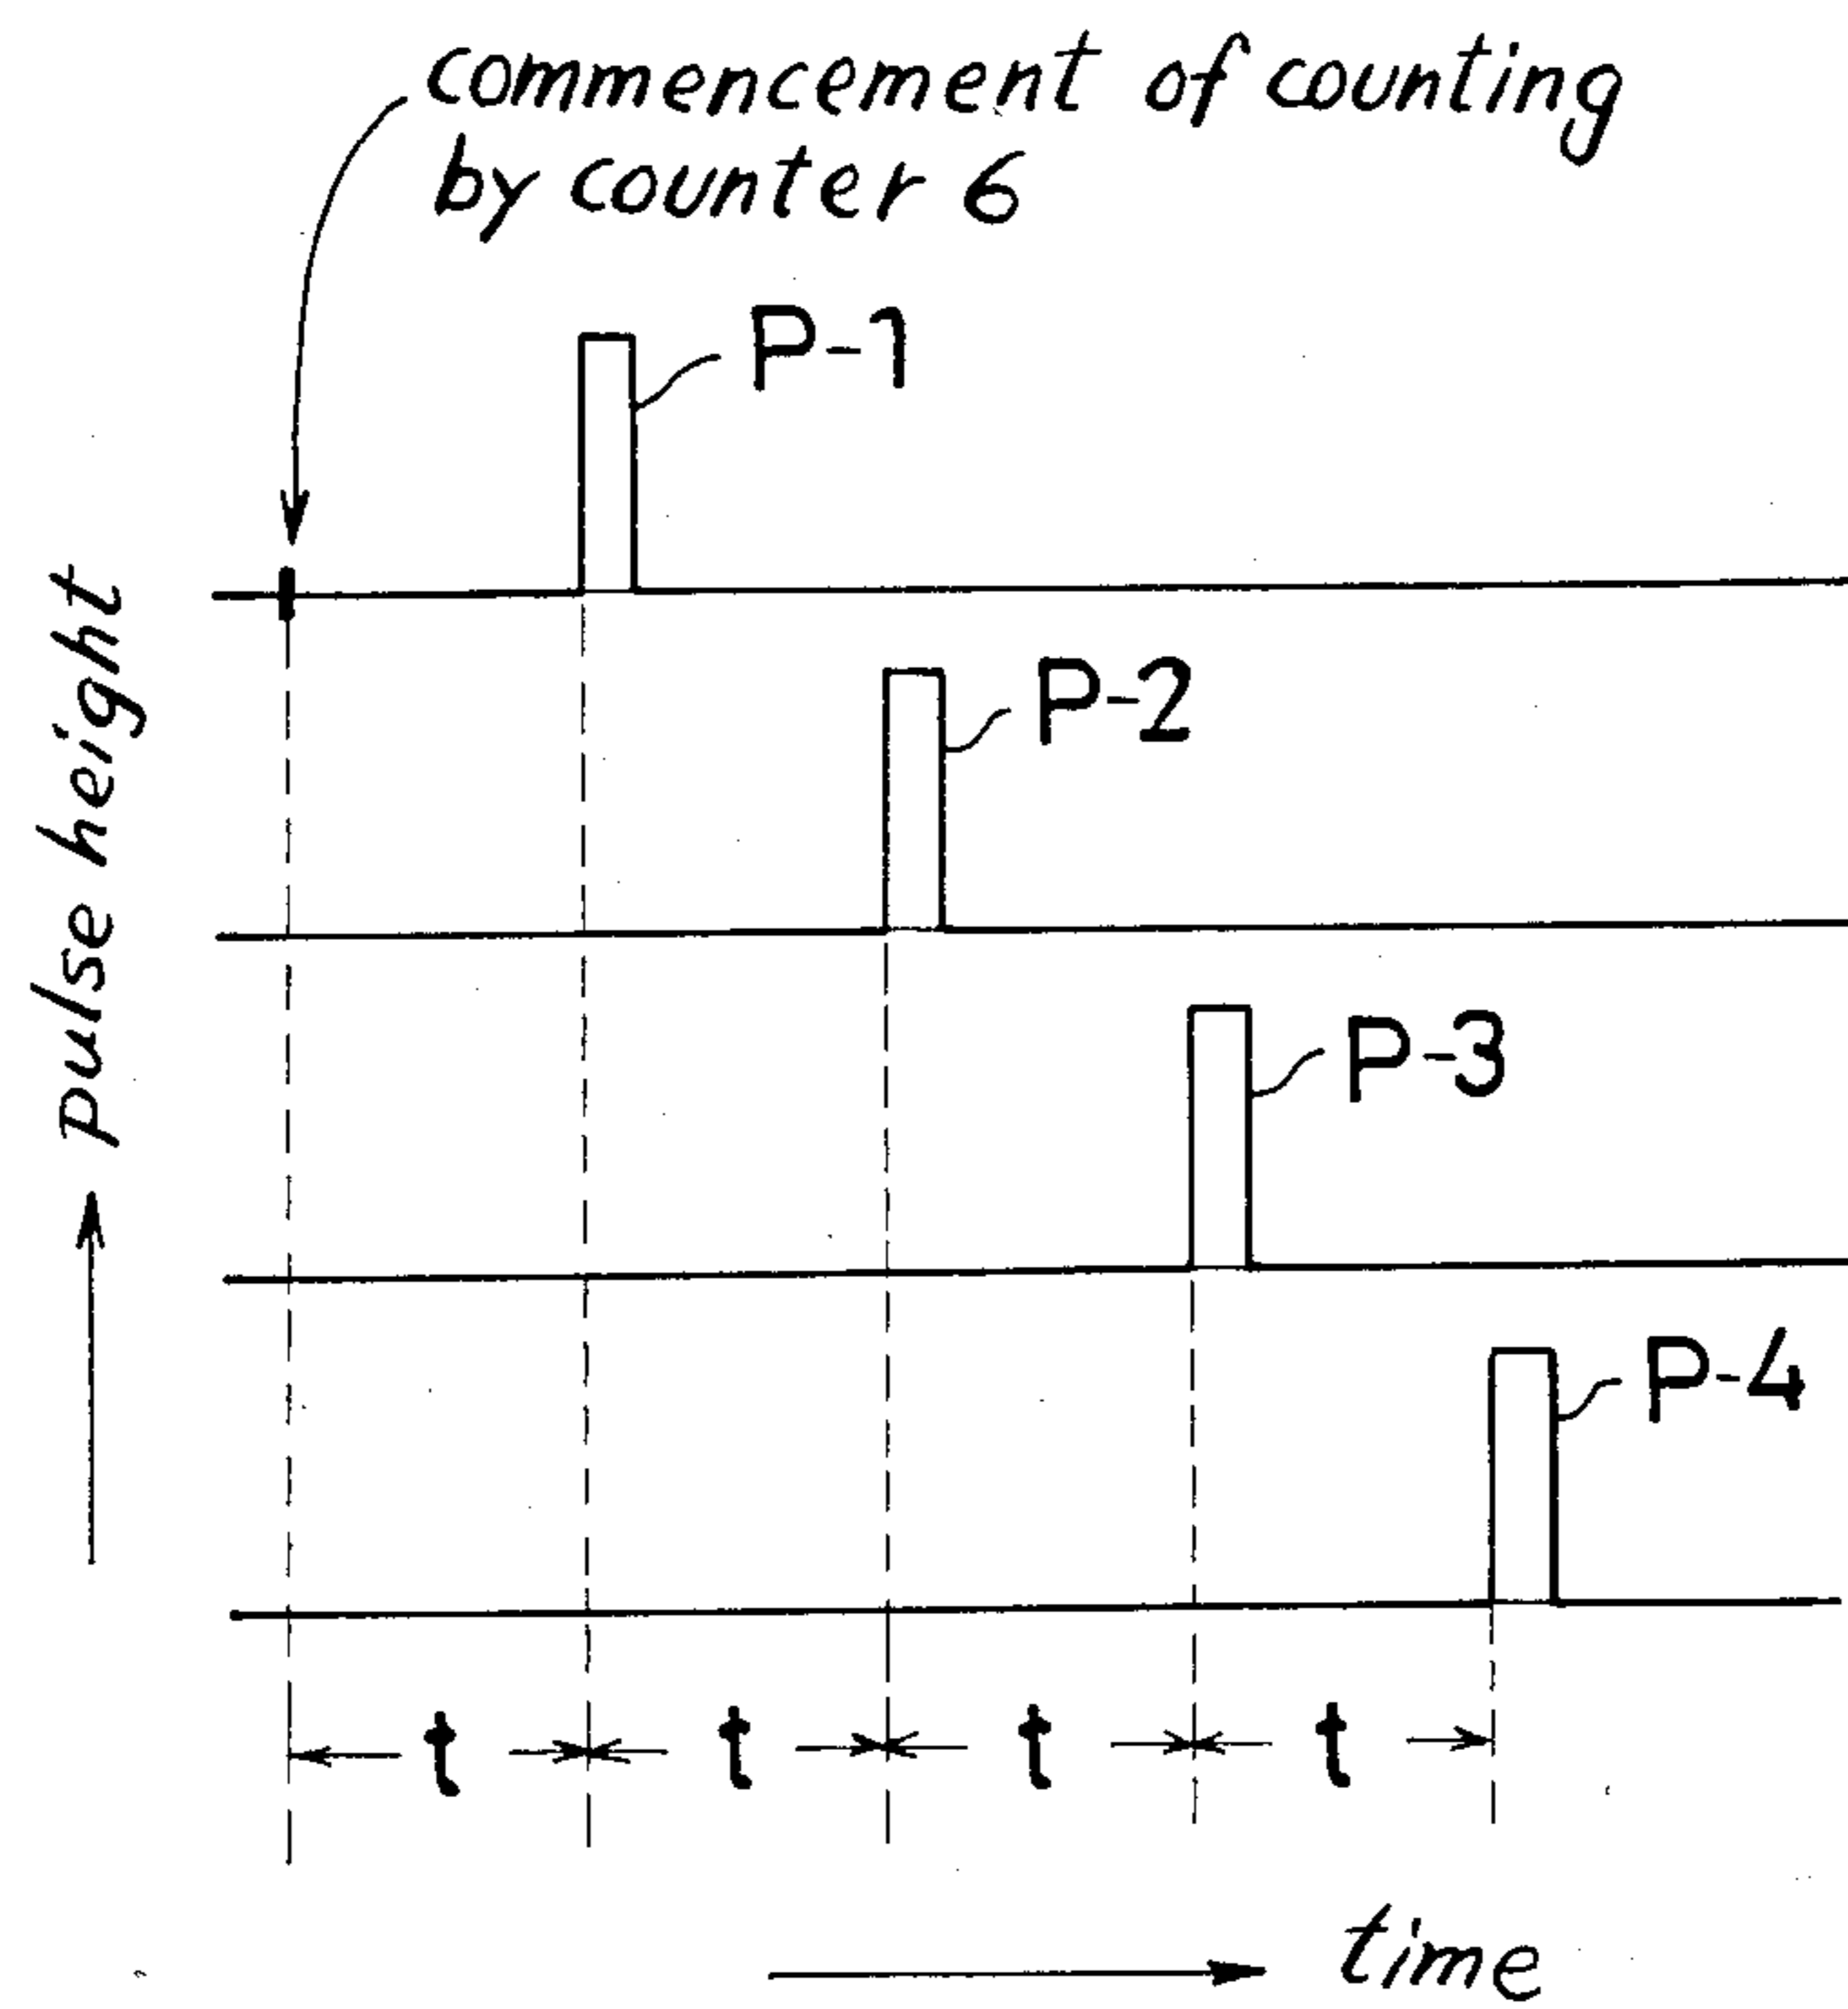 commencement of counting
by counter 6
P-1
P-2
P-3
P-4
pulse height
t t t t
time